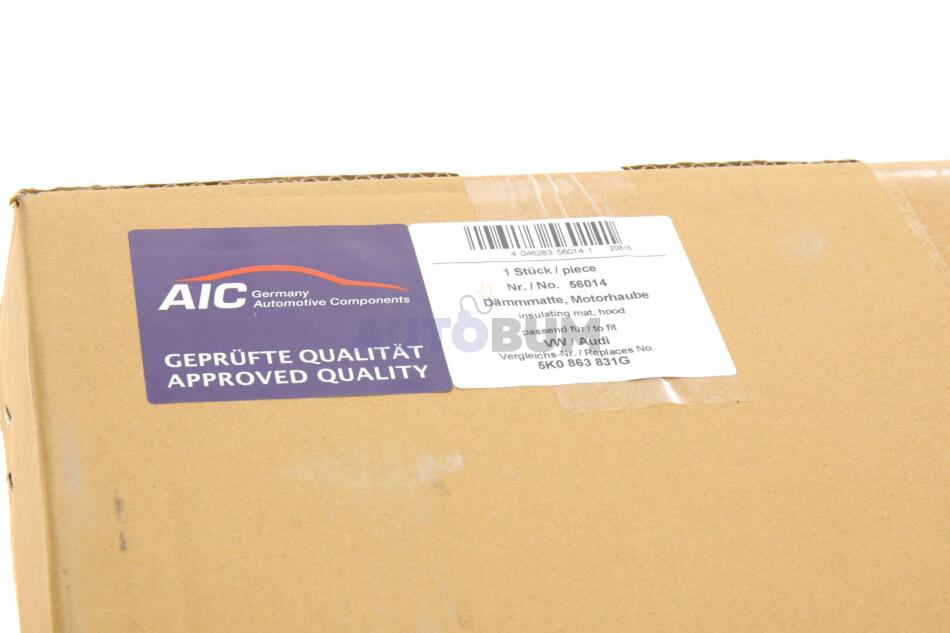 AIC Germany
Automotive Components
GEPRÜFTE QUALITÄT
APPROVED QUALITY
4 046283 56014 1 20815
1 Stück / piece
Nr. / No. 56014
Dämmmatte, Motorhaube
insulating mat, hood
passend für / to fit
VW / Audi
Vergleichs-Nr. / Replaces No.
5K0 863 831G
AUTOBUM